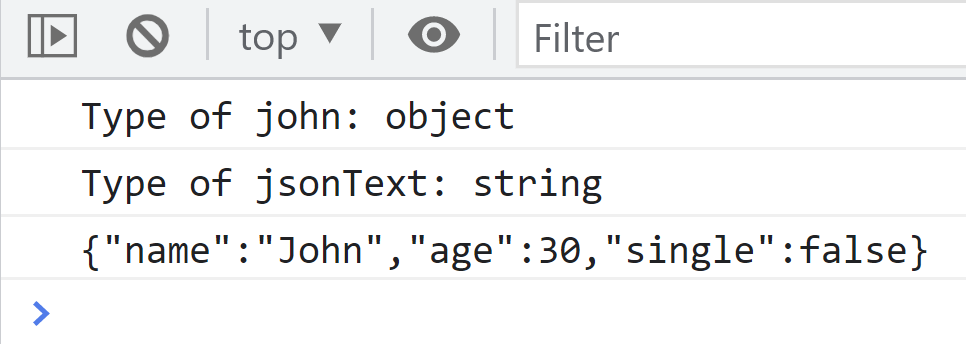 top ▼ Filter
Type of john: object
Type of jsonText: string
{"name":"John","age":30,"single":false}